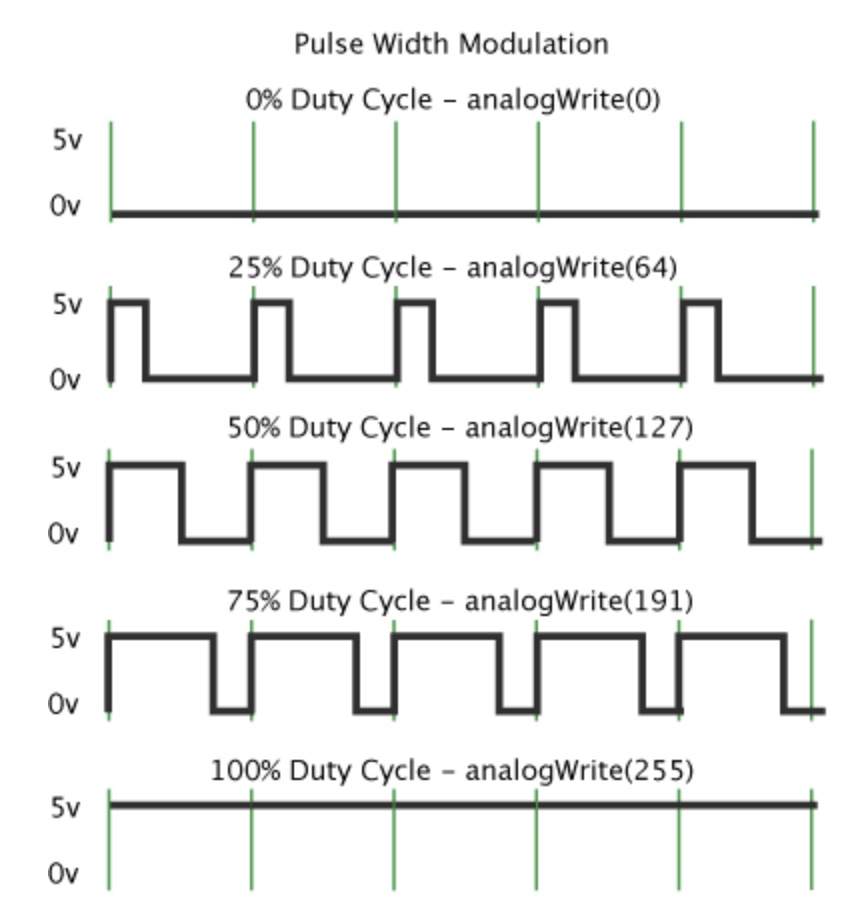 Pulse Width Modulation
0% Duty Cycle – analogWrite(0)
5v
0v
25% Duty Cycle – analogWrite(64)
5v
0v
50% Duty Cycle – analogWrite(127)
5v
0v
75% Duty Cycle – analogWrite(191)
5v
0v
100% Duty Cycle – analogWrite(255)
5v
0v